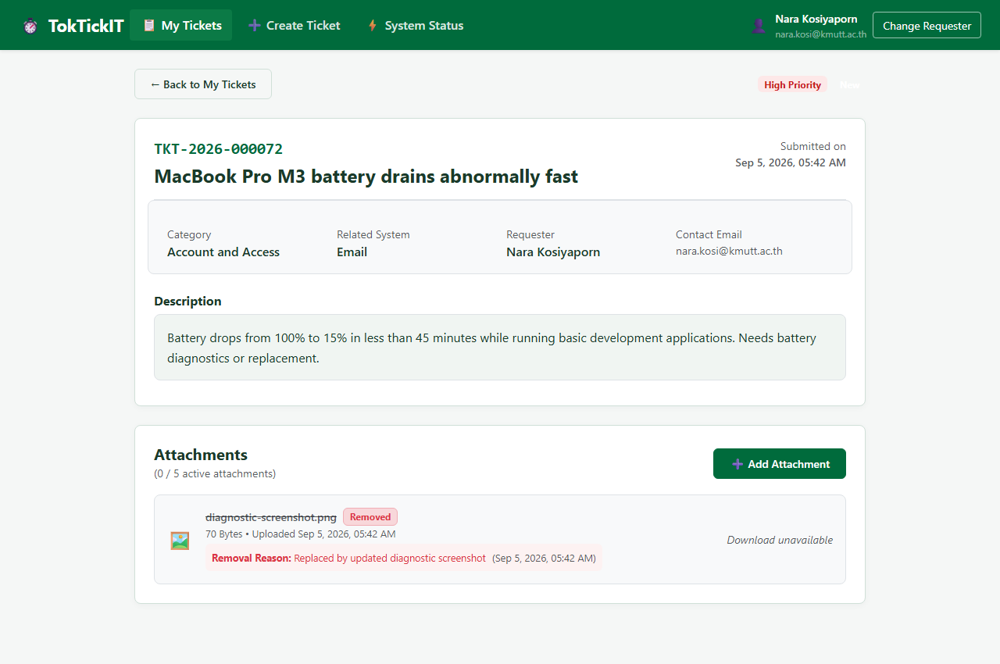 TokTickIT
My Tickets
Create Ticket
System Status
Nara Kosiyaporn
nara.kosi@kmutt.ac.th
Change Requester
← Back to My Tickets
High Priority
New
TKT-2026-000072
Submitted on
Sep 5, 2026, 05:42 AM
MacBook Pro M3 battery drains abnormally fast
Category
Account and Access
Related System
Email
Requester
Nara Kosiyaporn
Contact Email
nara.kosi@kmutt.ac.th
Description
Battery drops from 100% to 15% in less than 45 minutes while running basic development applications. Needs battery
diagnostics or replacement.
Attachments
(0 / 5 active attachments)
Add Attachment
diagnostic-screenshot.png Removed
70 Bytes • Uploaded Sep 5, 2026, 05:42 AM
Removal Reason: Replaced by updated diagnostic screenshot (Sep 5, 2026, 05:42 AM)
Download unavailable